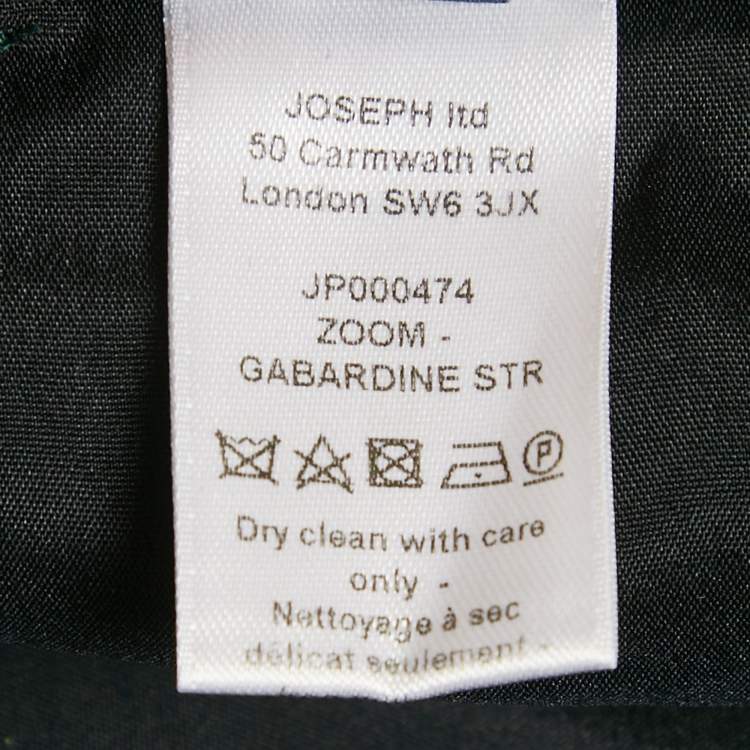 JOSEPH ltd
50 Carmwath Rd
London SW6 3JX
JP000474
ZOOM -
GABARDINE STR
P
Dry clean with care
only -
Nettoyage à sec
délicat seulement -